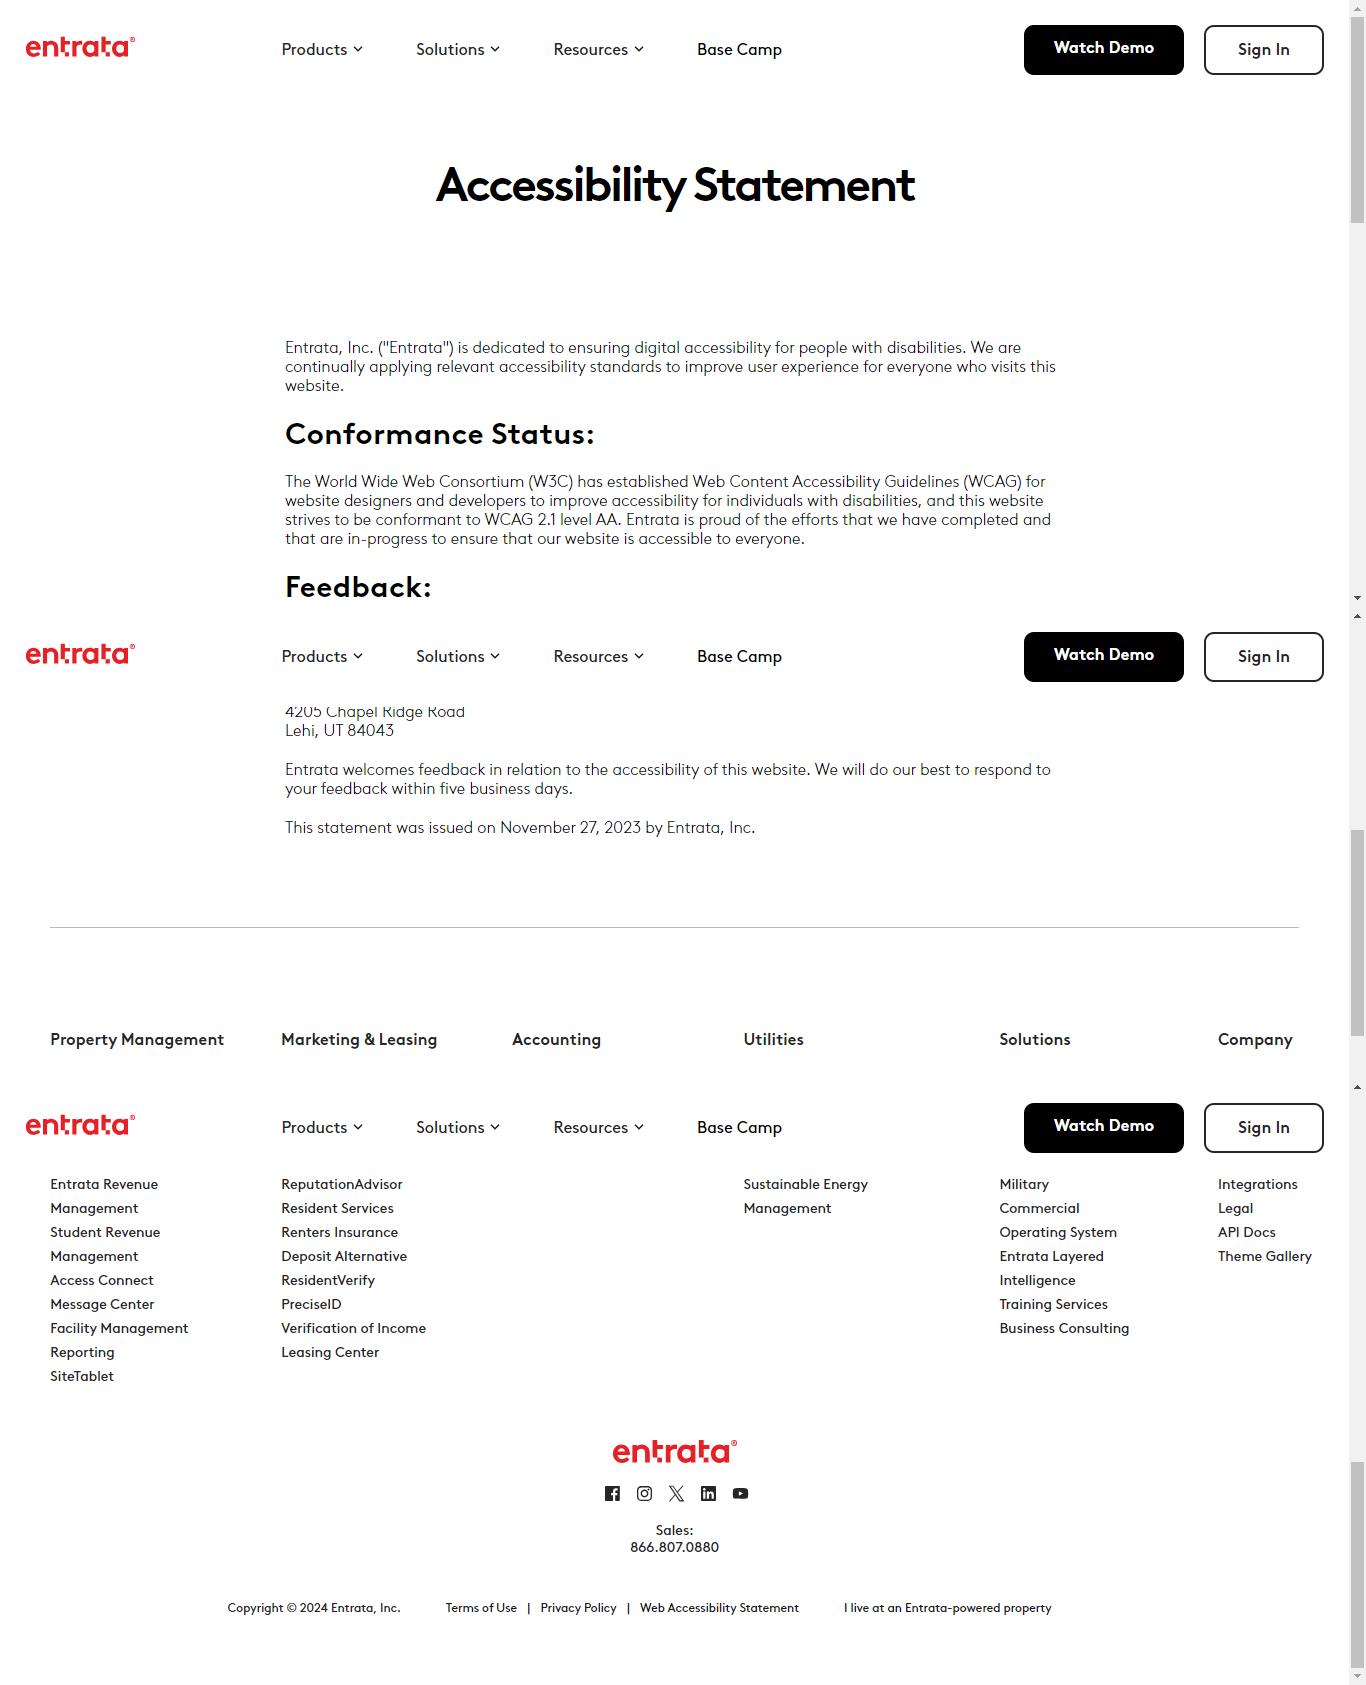 entrata®
Products
Solutions
Resources
Base Camp
Watch Demo
Sign In
Accessibility Statement
Entrata, Inc. ("Entrata") is dedicated to ensuring digital accessibility for people with disabilities. We are
continually applying relevant accessibility standards to improve user experience for everyone who visits this
website.
Conformance Status:
The World Wide Web Consortium (W3C) has established Web Content Accessibility Guidelines (WCAG) for
website designers and developers to improve accessibility for individuals with disabilities, and this website
strives to be conformant to WCAG 2.1 level AA. Entrata is proud of the efforts that we have completed and
that are in-progress to ensure that our website is accessible to everyone.
Feedback:
entrata®
Products
Solutions
Resources
Base Camp
Watch Demo
Sign In
4205 Chapel Ridge Road
Lehi, UT 84043
Entrata welcomes feedback in relation to the accessibility of this website. We will do our best to respond to
your feedback within five business days.
This statement was issued on November 27, 2023 by Entrata, Inc.
Property Management
Marketing & Leasing
Accounting
Utilities
Solutions
Company
entrata®
Products
Solutions
Resources
Base Camp
Watch Demo
Sign In
Entrata Revenue
Management
Student Revenue
Management
Access Connect
Message Center
Facility Management
Reporting
SiteTablet
ReputationAdvisor
Resident Services
Renters Insurance
Deposit Alternative
ResidentVerify
PreciseID
Verification of Income
Leasing Center
Sustainable Energy
Management
Military
Commercial
Operating System
Entrata Layered
Intelligence
Training Services
Business Consulting
Integrations
Legal
API Docs
Theme Gallery
entrata®
Sales:
866.807.0880
Copyright © 2024 Entrata, Inc.
Terms of Use | Privacy Policy | Web Accessibility Statement
I live at an Entrata-powered property